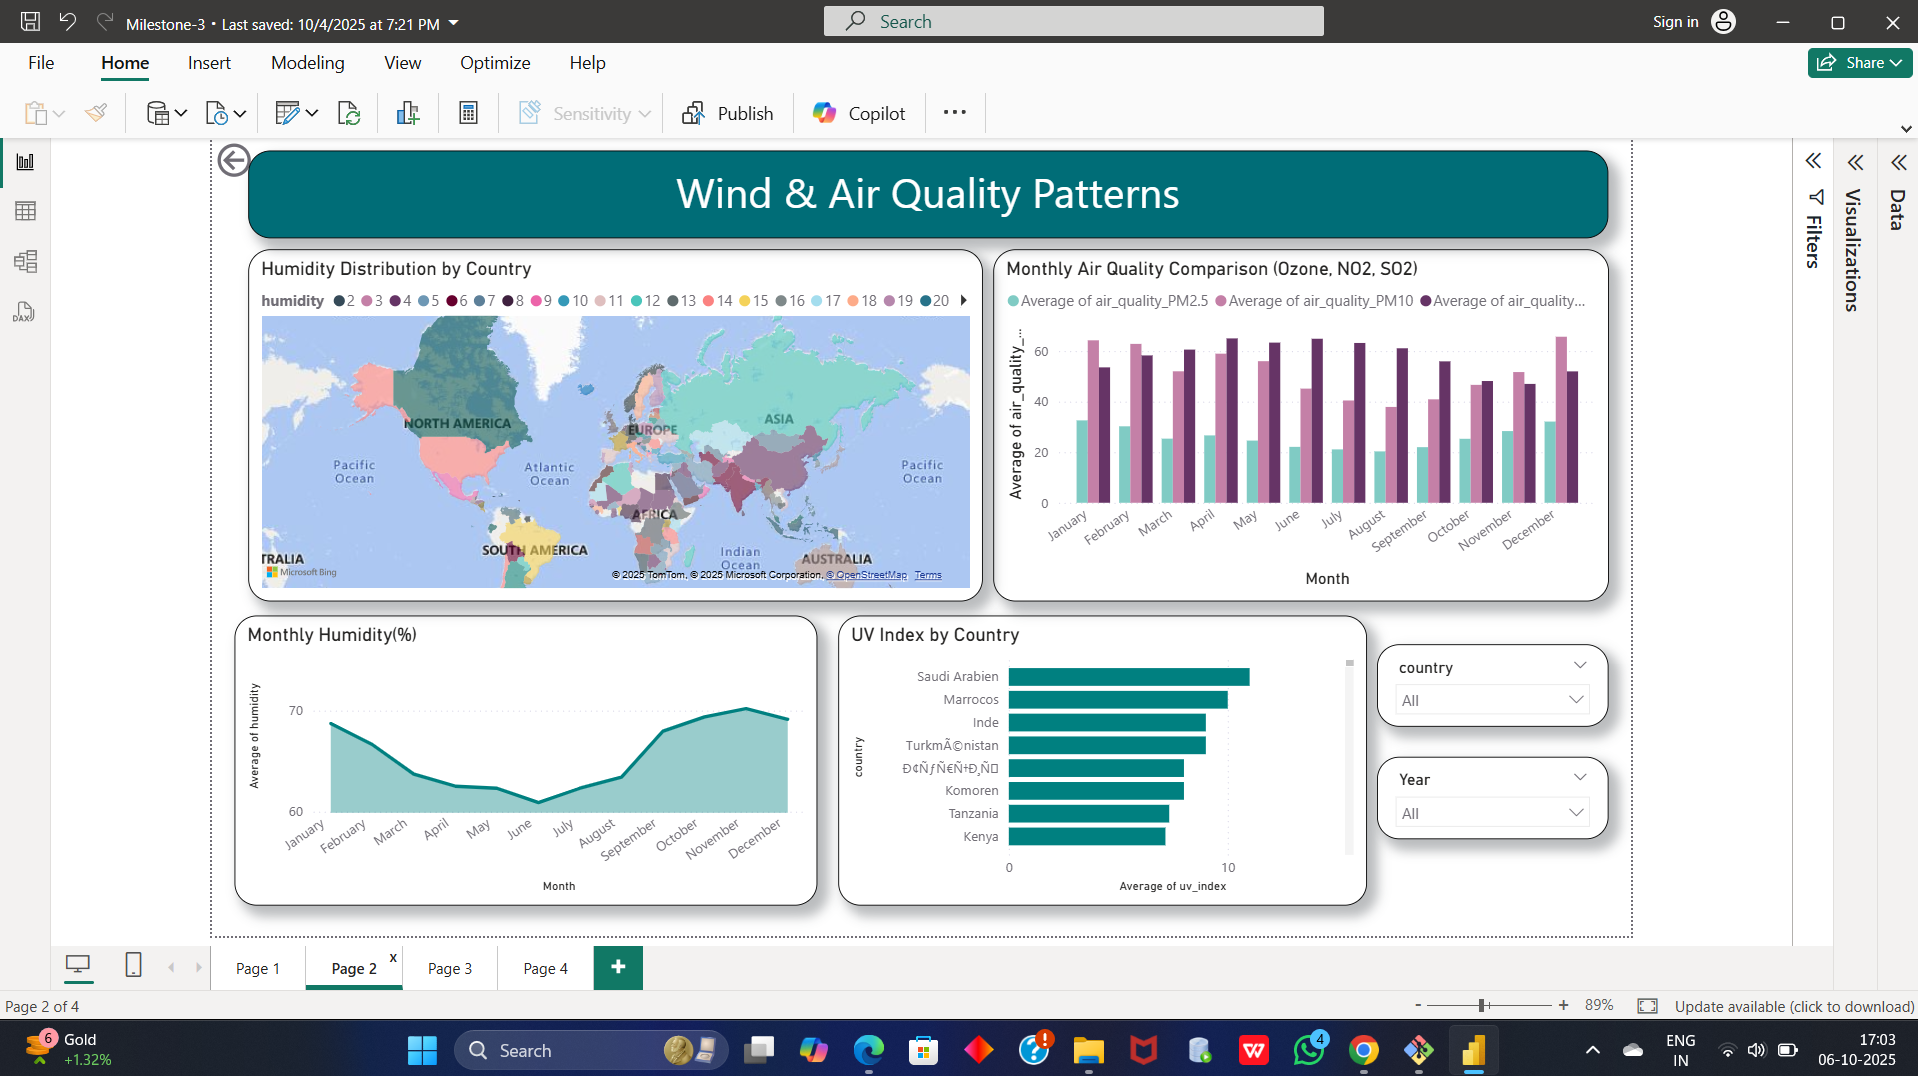 Milestone-3 • Last saved: 10/4/2025 at 7:21 PM
Search
Sign in
File Home Insert Modeling View Optimize Help
Share
Sensitivity
Publish
Copilot
Wind & Air Quality Patterns
Humidity Distribution by Country
humidity 2 3 4 5 6 7 8 9 10 11 12 13 14 15 16 17 18 19 20
NORTH AMERICA
EUROPE
ASIA
Pacific Ocean
Atlantic Ocean
Pacific Ocean
AFRICA
SOUTH AMERICA
Indian Ocean
AUSTRALIA
TRALIA
Microsoft Bing
© 2025 TomTom, © 2025 Microsoft Corporation, © OpenStreetMap Terms
Monthly Air Quality Comparison (Ozone, NO2, SO2)
Average of air_quality_PM2.5 Average of air_quality_PM10 Average of air_quality...
Average of air_quality_...
60
40
20
0
January February March April May June July August September October November December
Month
Monthly Humidity(%)
Average of humidity
70
60
January February March April May June July August September October November December
Month
UV Index by Country
country
Saudi Arabien
Marrocos
Inde
TurkmÃ©nistan
Komoren
Tanzania
Kenya
0 10
Average of uv_index
country
All
Year
All
Filters
Visualizations
Data
DAX
Page 1
Page 2 x
Page 3
Page 4
+
Page 2 of 4
- + 89%
Update available (click to download)
6
Gold
+1.32%
Search
4
ENG
IN
17:03
06-10-2025